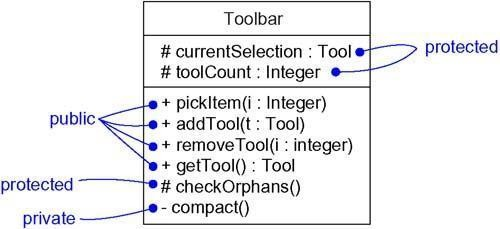 Toolbar
# currentSelection : Tool
# toolCount : Integer
protected
public
+ pickItem(i : Integer)
+ addTool(t : Tool)
+ removeTool(i : integer)
+ getTool() : Tool
protected
# checkOrphans()
private
- compact()